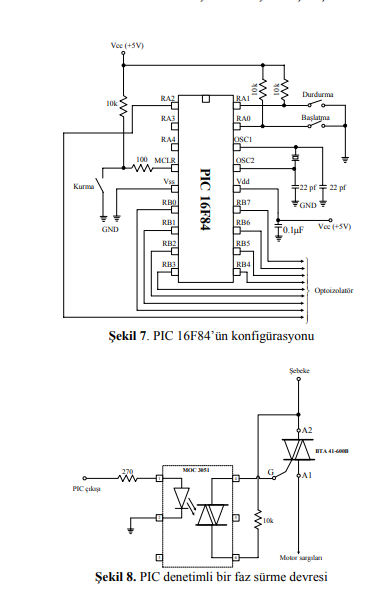 Vcc (+5V)
RA2
RA1
10k
10k
10k
Durdurma
RA3
RA0
Başlatma
RA4
OSC1
100
MCLR
OSC2
PIC 16F84
Kurma
Vss
Vdd
22 pf
22 pf
GND
RB0
RB7
GND
0.1µF
Vcc (+5V)
RB1
RB6
RB2
RB5
RB3
RB4
Optoizolatör
Şekil 7. PIC 16F84'ün konfigürasyonu
Şebeke
A2
BTA 41-600B
MOC 3051
270
G
A1
PIC çıkışı
10k
Motor sargıları
Şekil 8. PIC denetimli bir faz sürme devresi